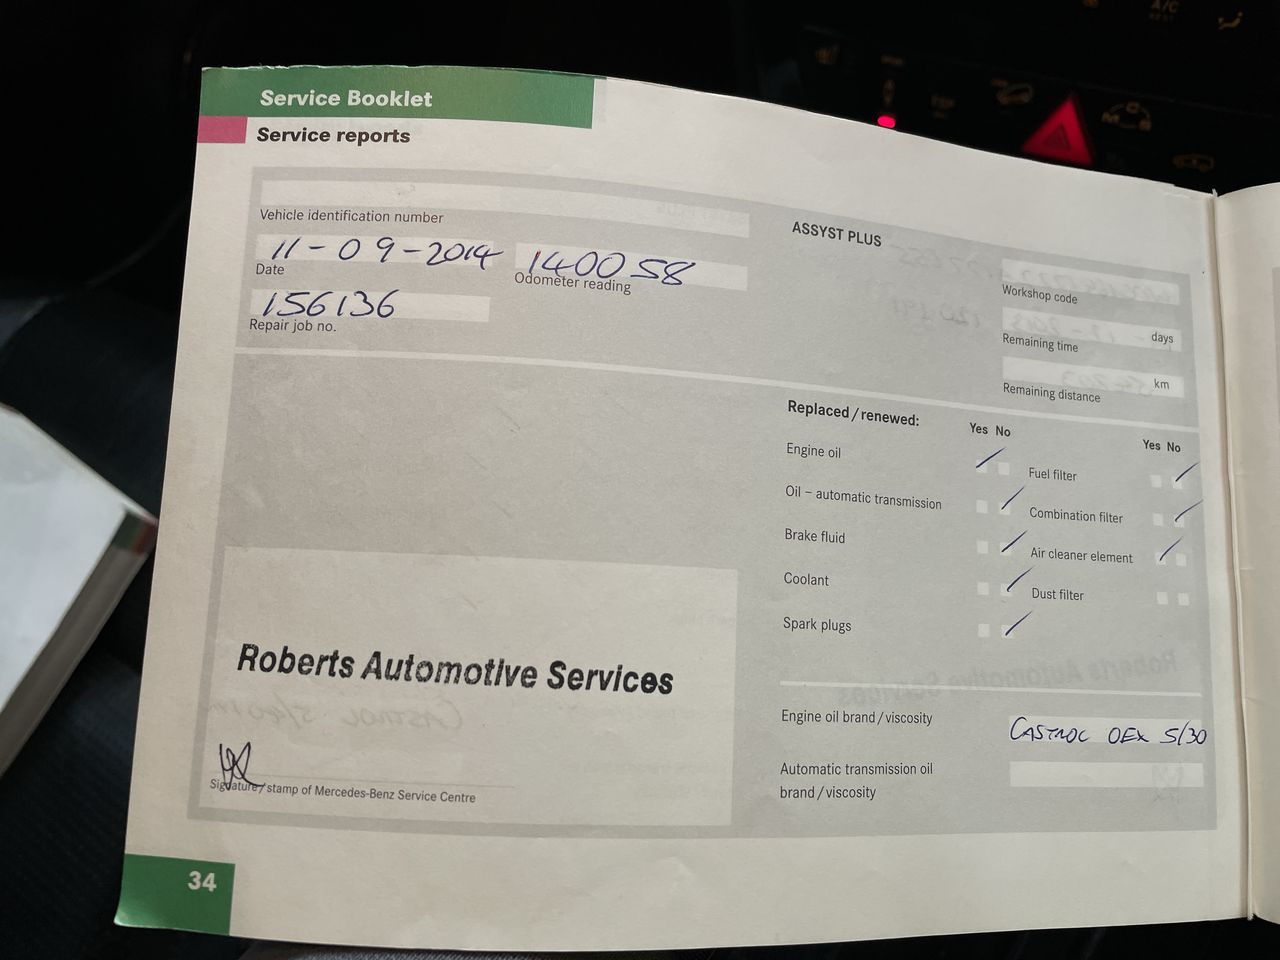 Service Booklet
Service reports
Vehicle identification number
11-09-2014
Date
140058
Odometer reading
156136
Repair job no.
ASSYST PLUS
Workshop code
days
Remaining time
km
Remaining distance
Replaced / renewed:
Yes No
Yes No
Engine oil
Fuel filter
Oil – automatic transmission
Combination filter
Brake fluid
Air cleaner element
Coolant
Dust filter
Spark plugs
Roberts Automotive Services
Signature / stamp of Mercedes-Benz Service Centre
Engine oil brand / viscosity
CASTROL OEX 5/30
Automatic transmission oil
brand / viscosity
34